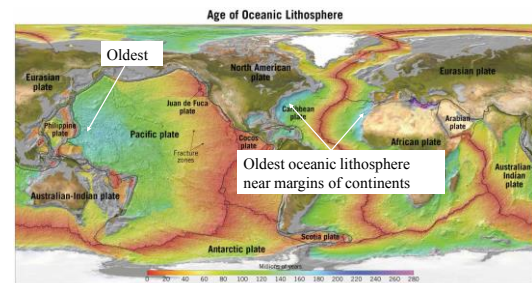 Age of Oceanic Lithosphere
Oldest
Eurasian
plate
North American
plate
Eurasian plate
Juan de Fuca
plate
Caribbean
plate
Philippine
plate
Pacific plate
Cocos
plate
Arabian
plate
African plate
Fracture
zones
Oldest oceanic lithosphere
near margins of continents
Australian-Indian plate
Australian
Indian
plate
Scotia plate
Antarctic plate
Millions of years
0 20 40 60 80 100 120 140 160 180 200 220 240 260 280